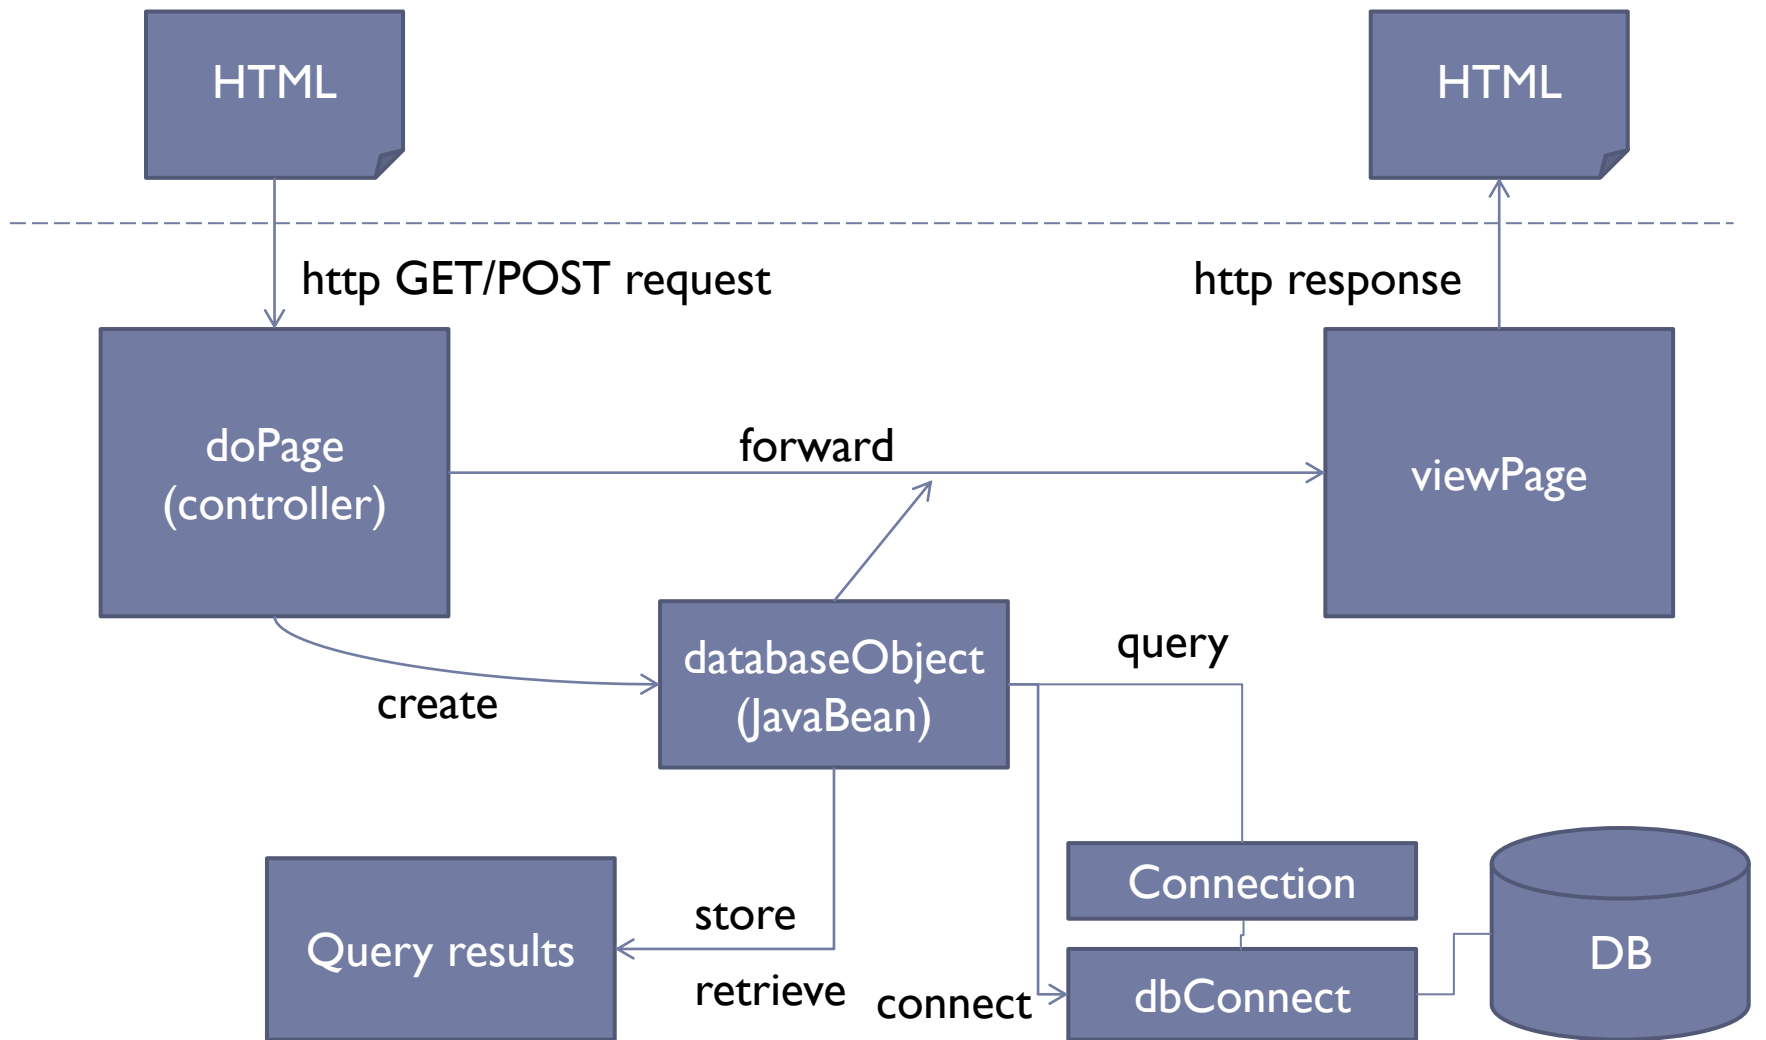 HTML
HTML
http GET/POST request
http response
doPage
(controller)
forward
viewPage
create
databaseObject
(JavaBean)
query
Query results
store
retrieve
connect
Connection
dbConnect
DB